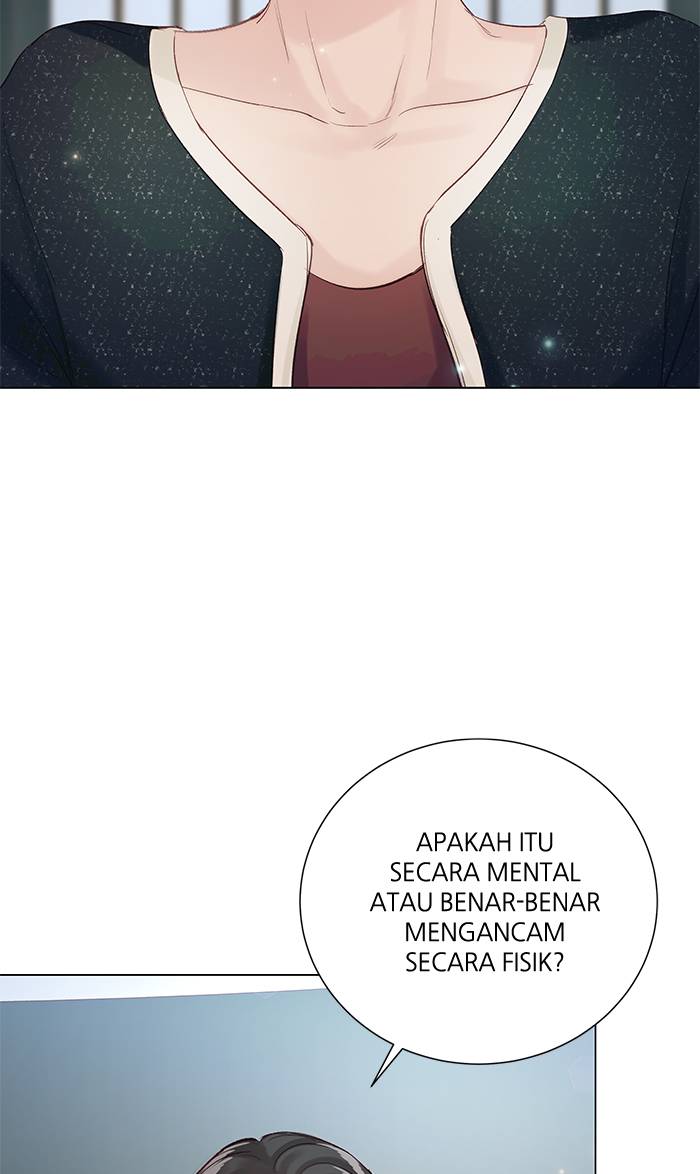 APAKAH ITU
SECARA MENTAL
ATAU BENAR-BENAR
MENGANCAM
SECARA FISIK?